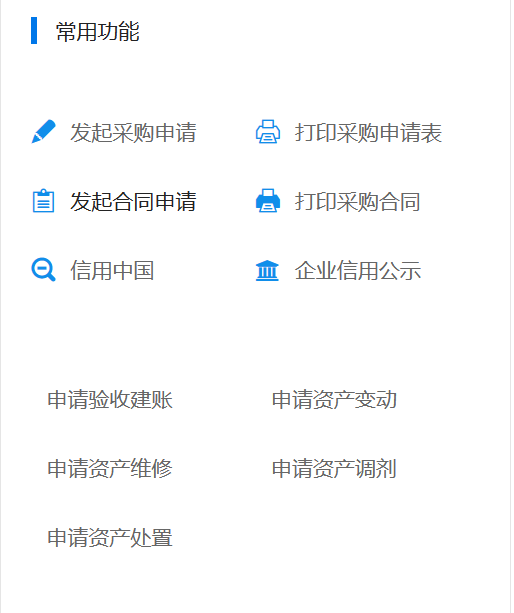 常用功能
发起采购申请 打印采购申请表
发起合同申请 打印采购合同
信用中国 企业信用公示
申请验收建账 申请资产变动
申请资产维修 申请资产调剂
申请资产处置